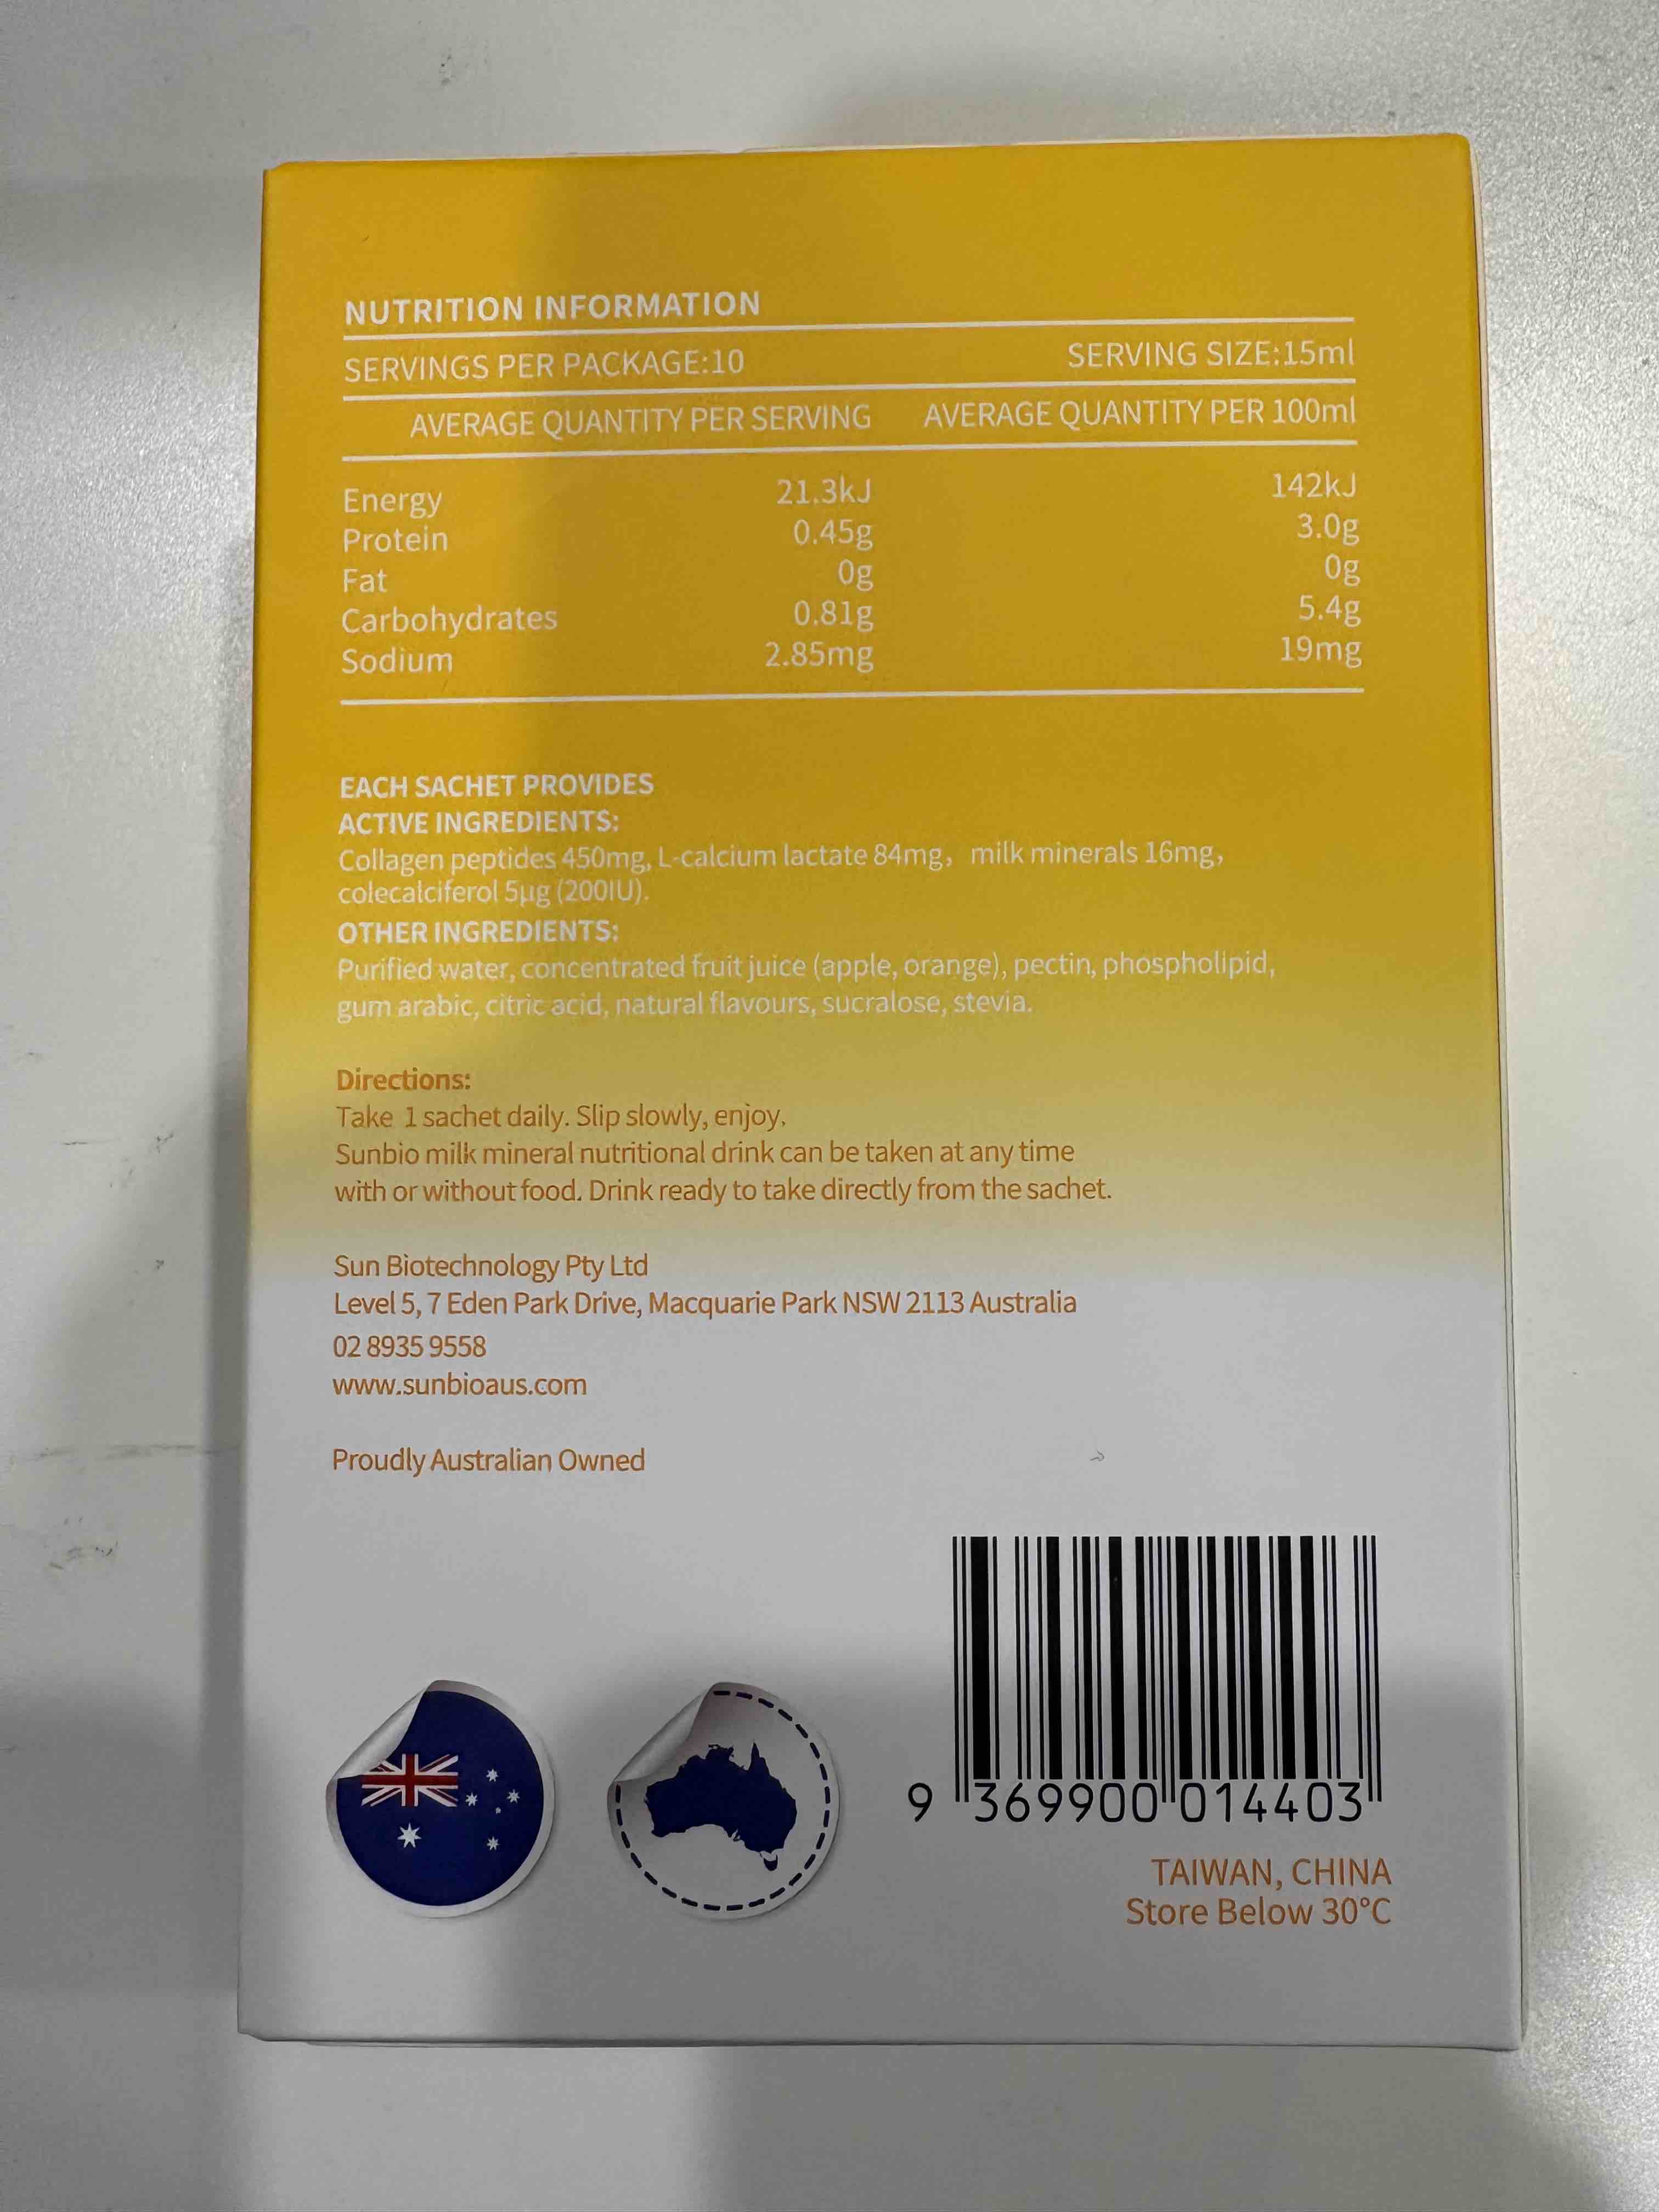 NUTRITION INFORMATION
SERVINGS PER PACKAGE:10 SERVING SIZE:15ml
AVERAGE QUANTITY PER SERVING AVERAGE QUANTITY PER 100ml
Energy 21.3kJ 142kJ
Protein 0.45g 3.0g
Fat 0g 0g
Carbohydrates 0.81g 5.4g
Sodium 2.85mg 19mg
EACH SACHET PROVIDES
ACTIVE INGREDIENTS:
Collagen peptides 450mg, L-calcium lactate 84mg, milk minerals 16mg,
colecalciferol 5µg (200IU).
OTHER INGREDIENTS:
Purified water, concentrated fruit juice (apple, orange), pectin, phospholipid,
gum arabic, citric acid, natural flavours, sucralose, stevia.
Directions:
Take 1 sachet daily. Slip slowly, enjoy.
Sunbio milk mineral nutritional drink can be taken at any time
with or without food. Drink ready to take directly from the sachet.
Sun Biotechnology Pty Ltd
Level 5, 7 Eden Park Drive, Macquarie Park NSW 2113 Australia
02 8935 9558
www.sunbioaus.com
Proudly Australian Owned
9 369900 014403
TAIWAN, CHINA
Store Below 30°C